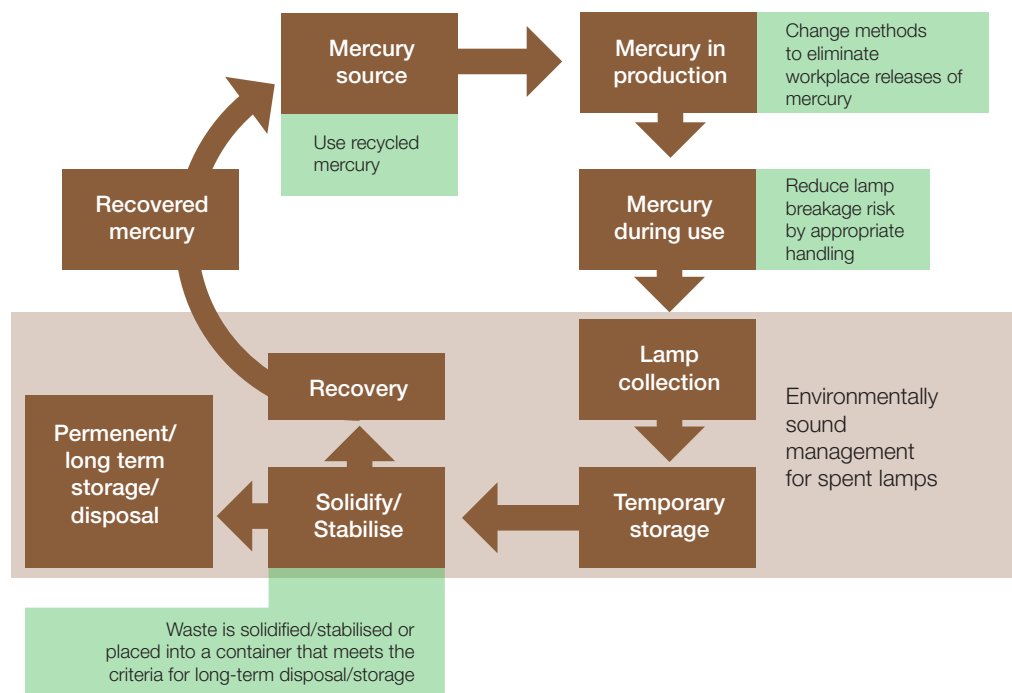 Mercury
source
Use recycled
mercury
Mercury in
production
Change methods
to eliminate
workplace releases of
mercury
Recovered
mercury
Mercury
during use
Reduce lamp
breakage risk
by appropriate
handling
Lamp
collection
Environmentally
sound
management
for spent lamps
Recovery
Permenent/
long term
storage/
disposal
Solidify/
Stabilise
Temporary
storage
Waste is solidified/stabilised or
placed into a container that meets the
criteria for long-term disposal/storage